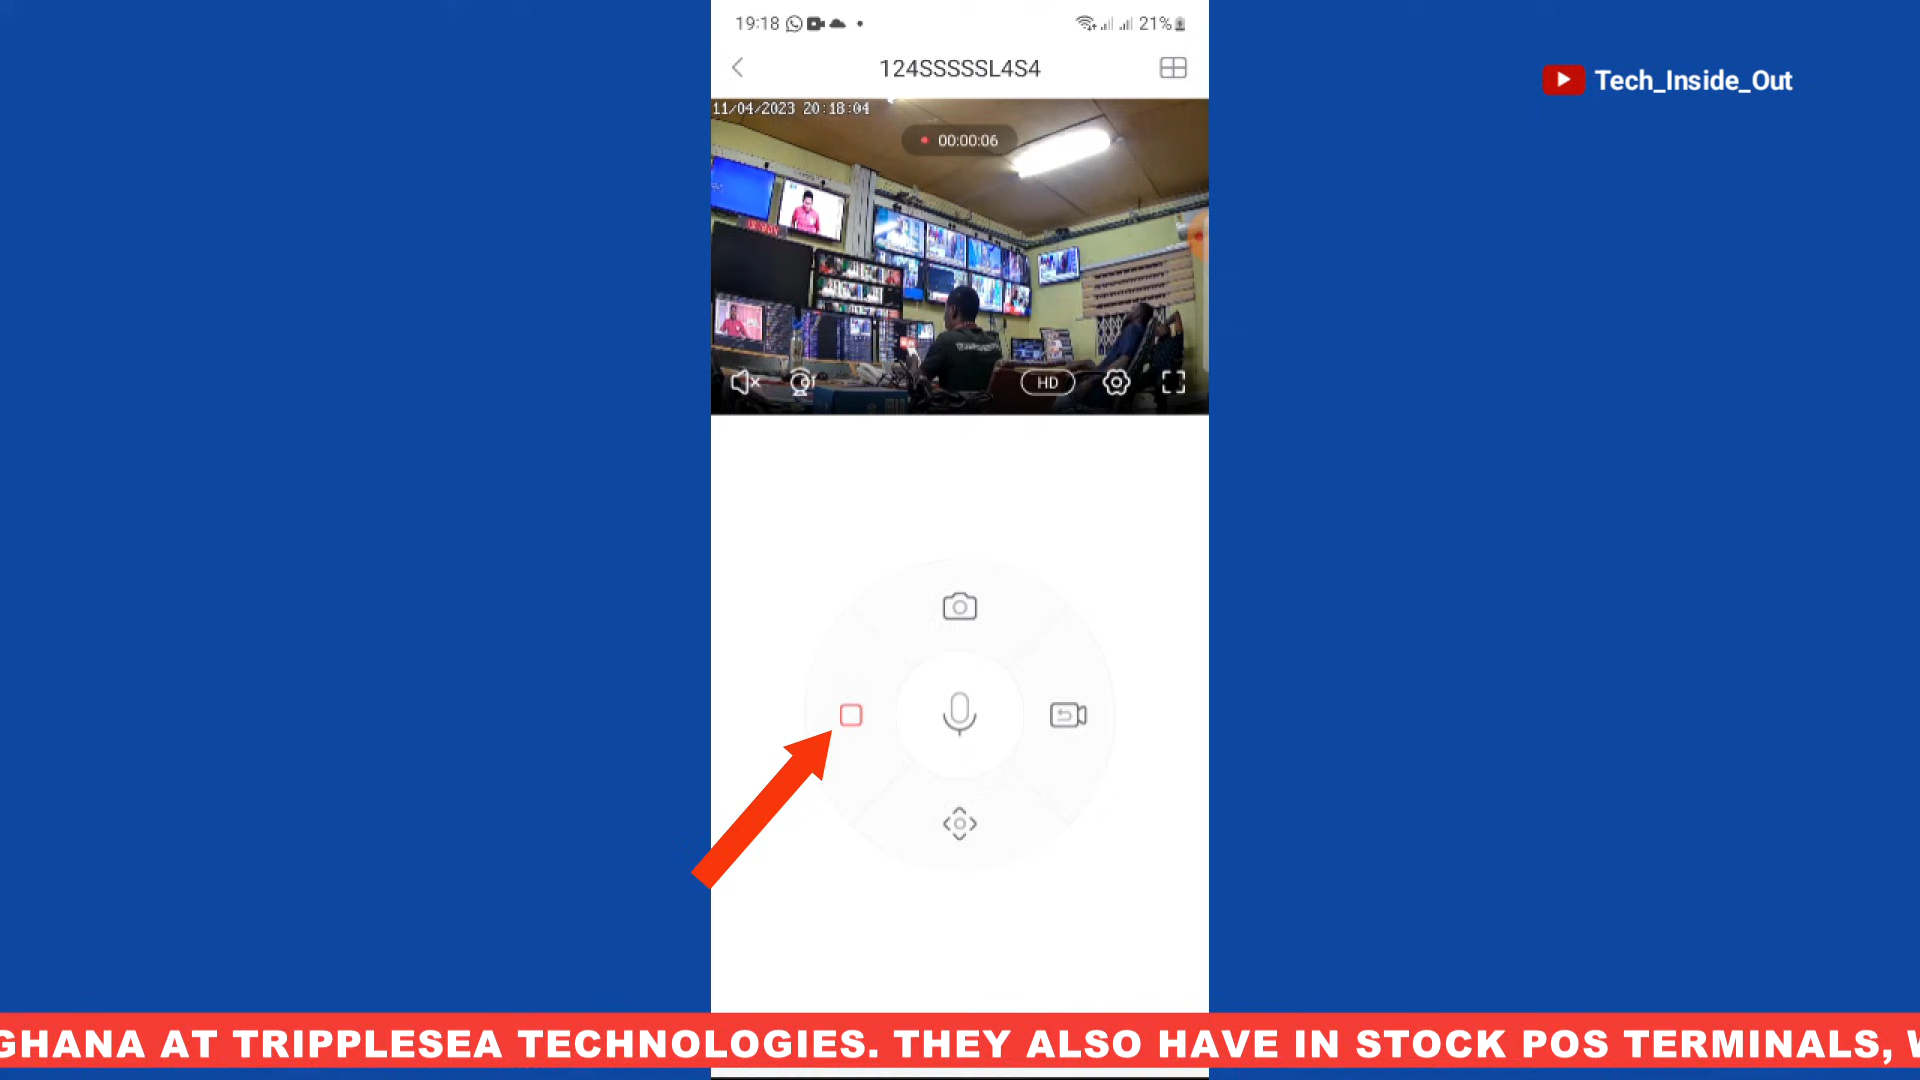 19:18
21%
124SSSSSL4S4
Tech_Inside_Out
11/04/2023 20:18:04
00:00:06
HD
GHANA AT TRIPPLESEA TECHNOLOGIES. THEY ALSO HAVE IN STOCK POS TERMINALS,